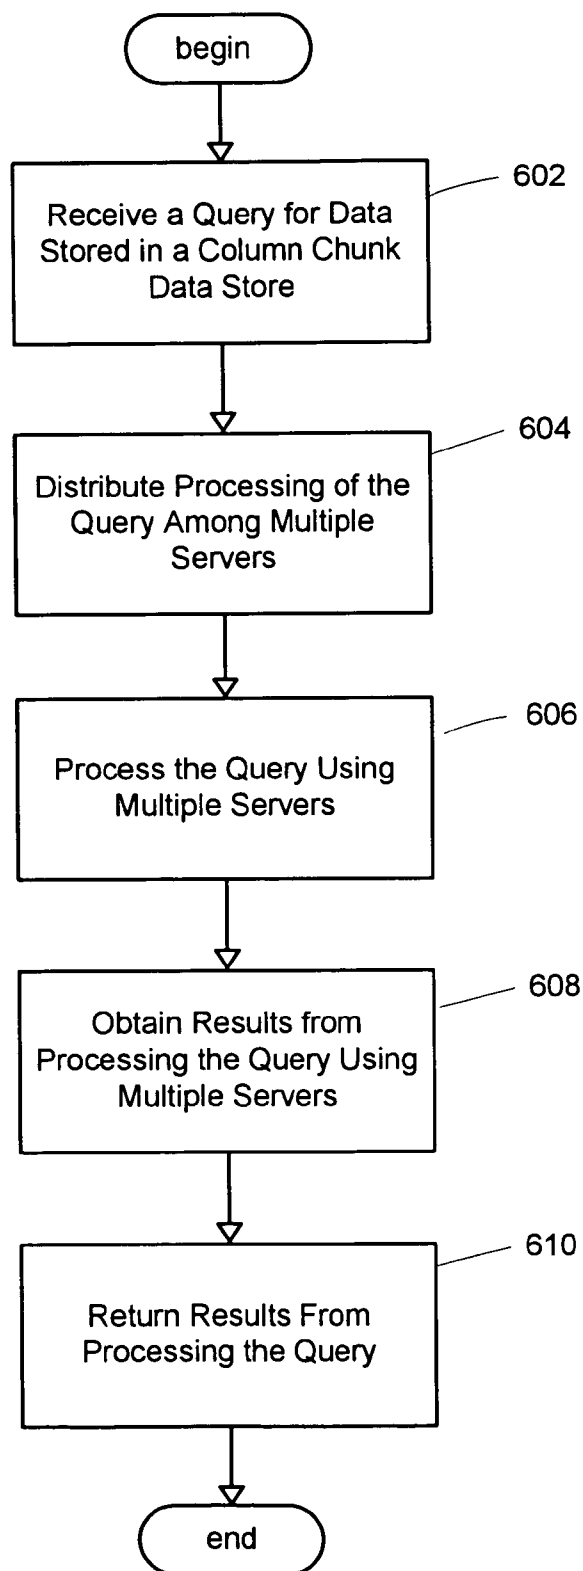 begin
602
Receive a Query for Data
Stored in a Column Chunk
Data Store
604
Distribute Processing of the
Query Among Multiple
Servers
606
Process the Query Using
Multiple Servers
608
Obtain Results from
Processing the Query Using
Multiple Servers
610
Return Results From
Processing the Query
end